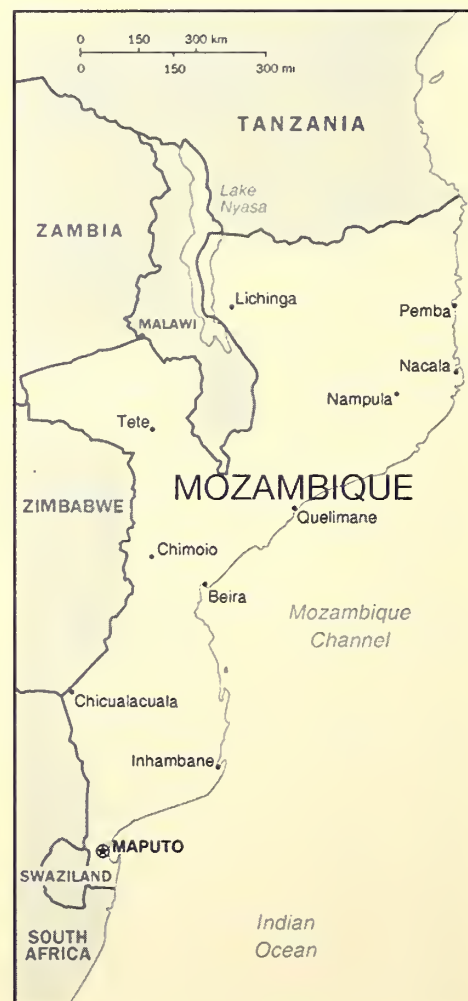 0 150 300 km
0 150 300 mi
TANZANIA
Lake
Nyasa
ZAMBIA
Lichinga
Pemba
MALAWI
Nacala
Nampula
Tete
MOZAMBIQUE
ZIMBABWE
Quelimane
Chimoio
Beira
Mozambique
Channel
Chicualacuala
Inhambane
MAPUTO
SWAZILAND
Indian
Ocean
SOUTH
AFRICA